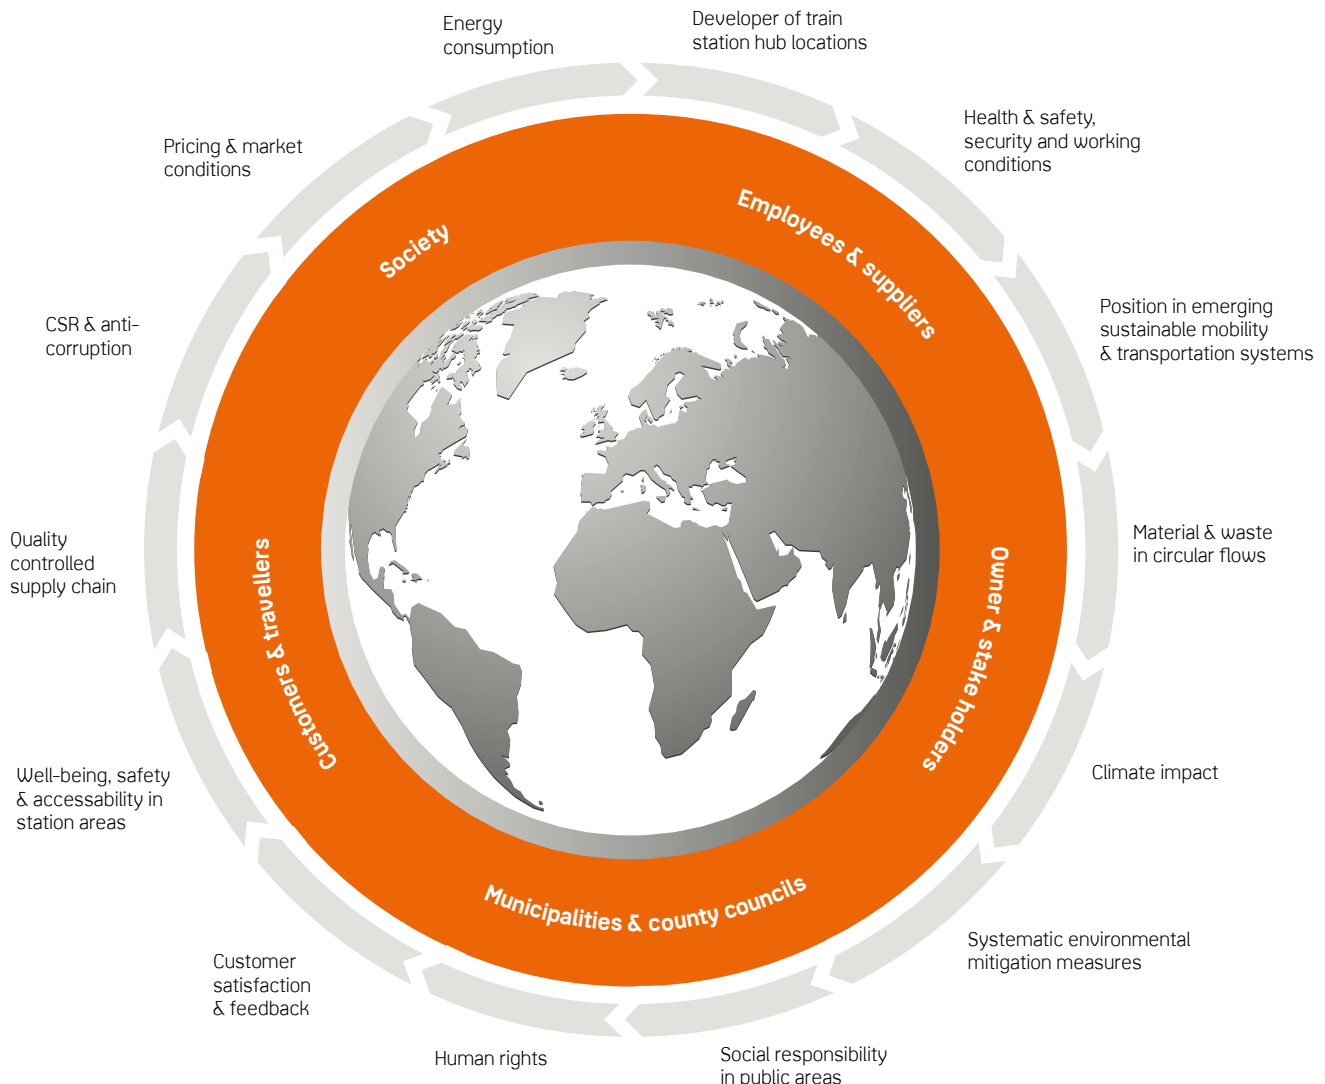 Energy
consumption
Developer of train
station hub locations
Health & safety,
security and working
conditions
Position in emerging
sustainable mobility
& transportation systems
Material & waste
in circular flows
Climate impact
Systematic environmental
mitigation measures
Social responsibility
in public areas
Human rights
Customer
satisfaction
& feedback
Well-being, safety
& accessability in
station areas
Quality
controlled
supply chain
CSR & anti-
corruption
Pricing & market
conditions
Society
Employees & suppliers
Owner & stake holders
Municipalities & county councils
Customers & travellers